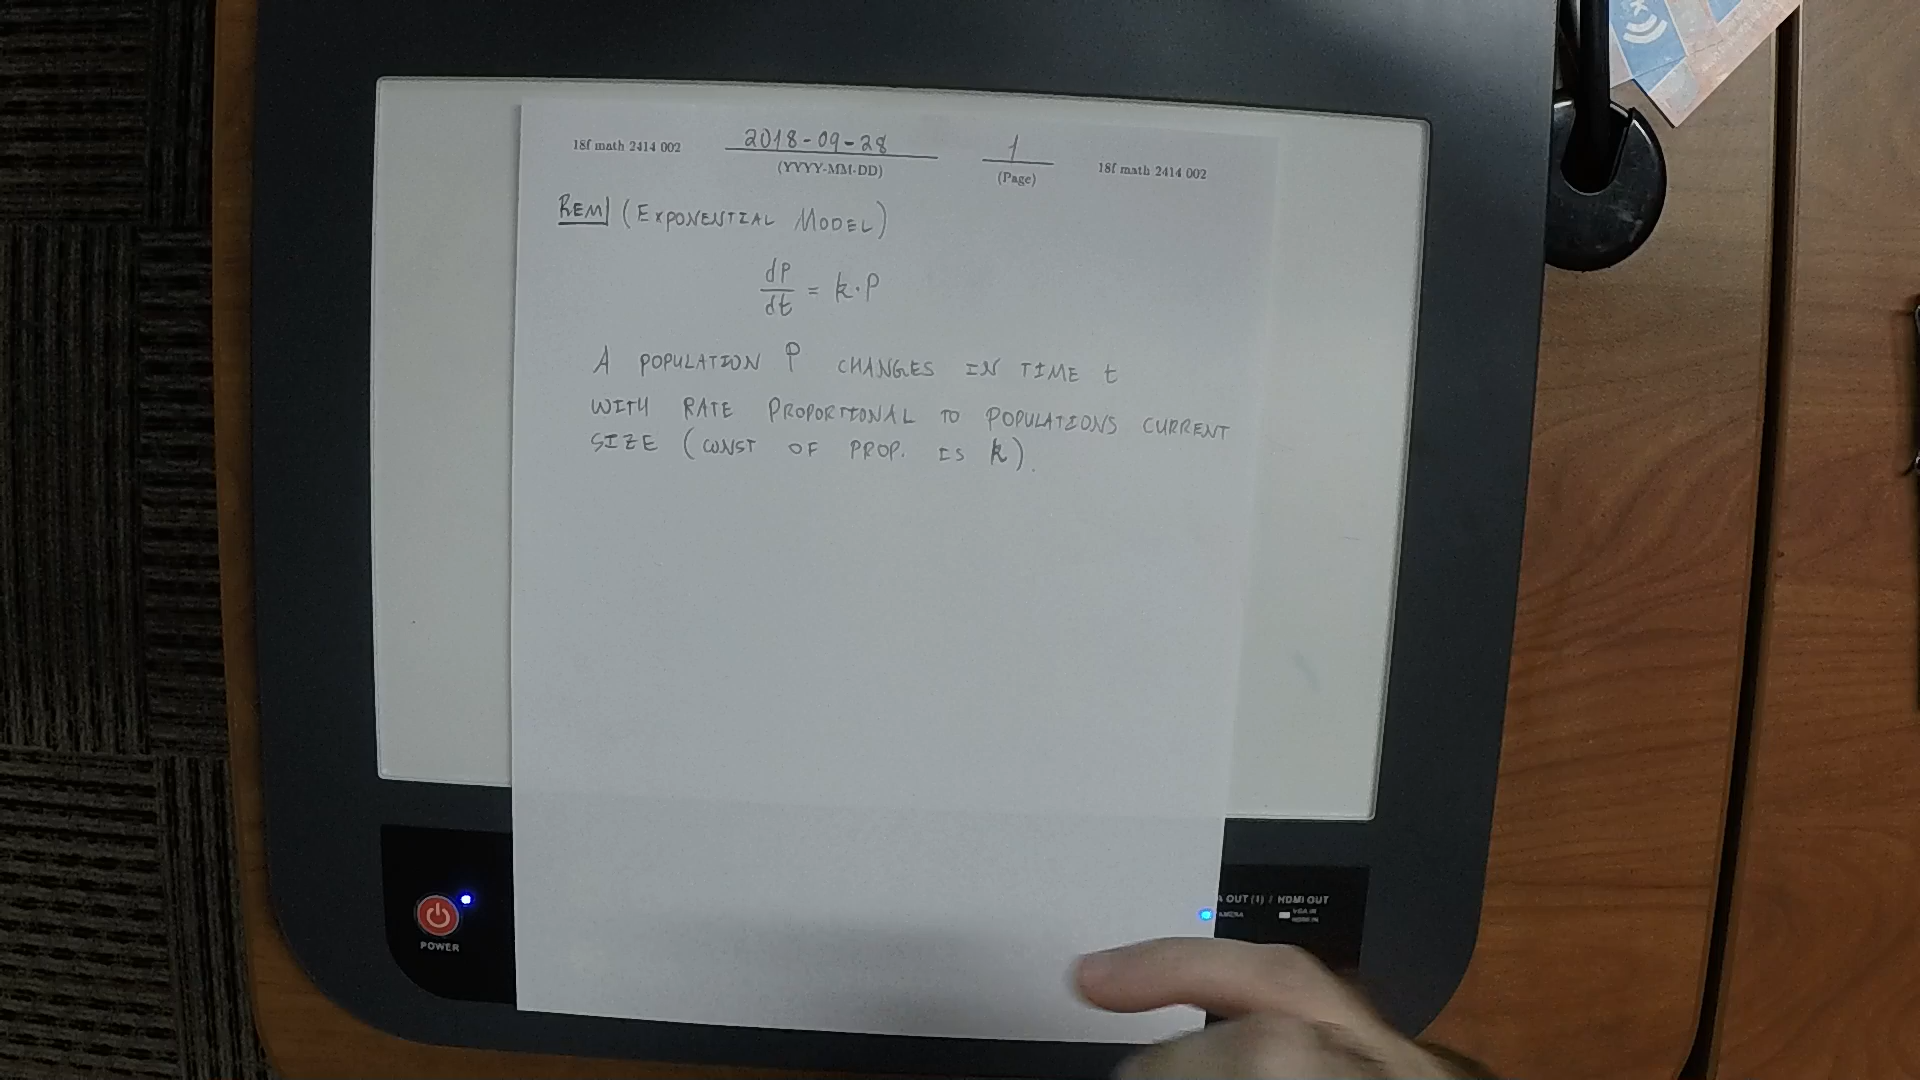 18f math 2414 002 2018-09-28 1 18f math 2414 002
(YYYY-MM-DD) (Page)
REM (EXPONENTIAL MODEL)
dP/dt = k·P
A POPULATION P CHANGES IN TIME t
WITH RATE PROPORTIONAL TO POPULATIONS CURRENT
SIZE (CONST OF PROP. IS k).
OUT (1) / HDMI OUT
POWER